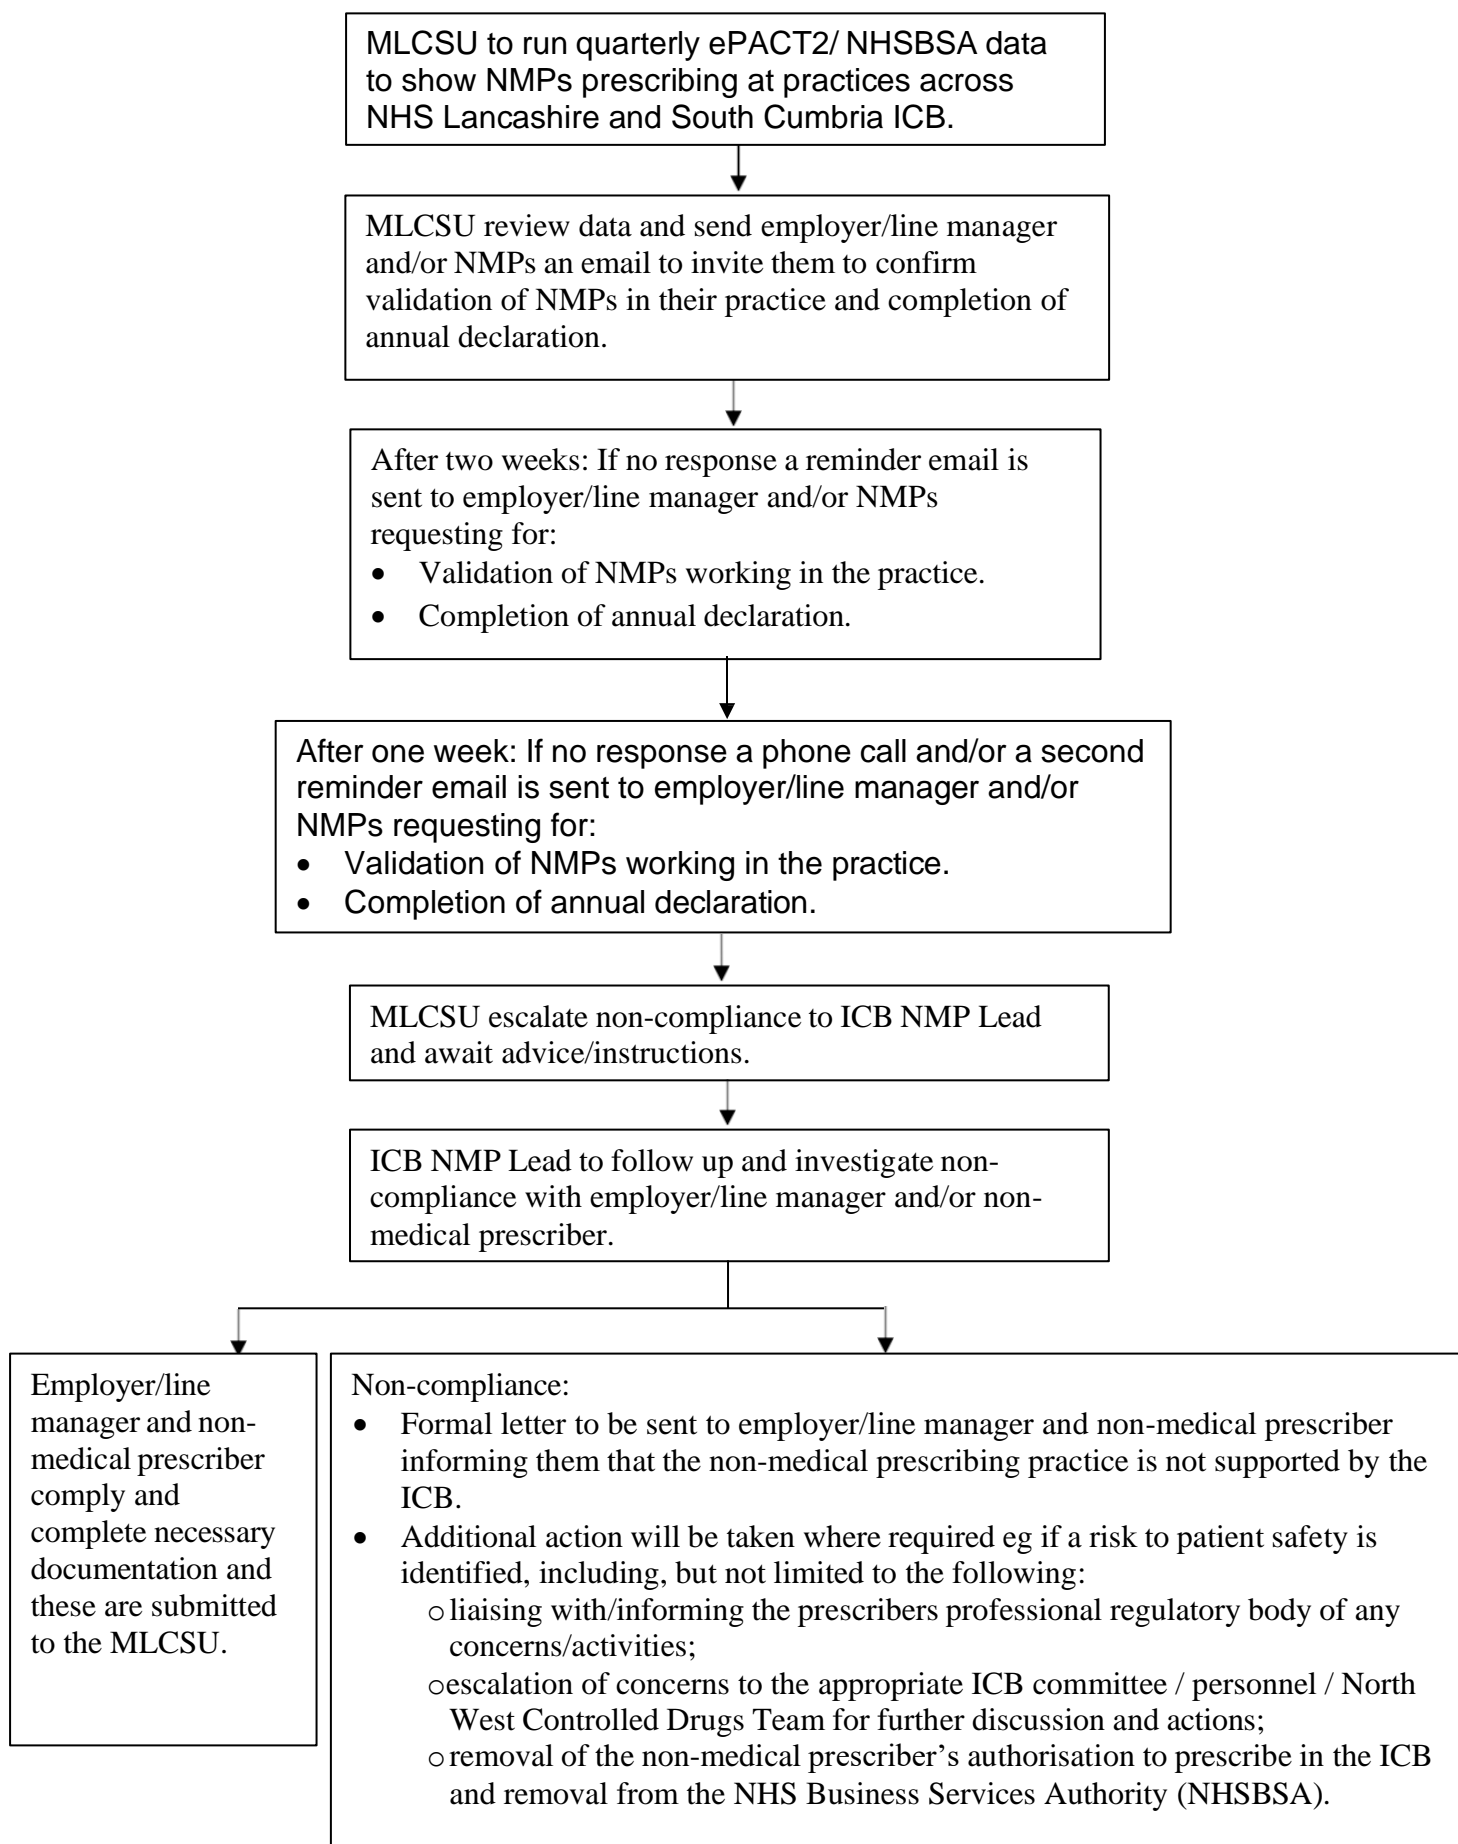 MLCSU to run quarterly ePACT2/ NHSBSA data
to show NMPs prescribing at practices across
NHS Lancashire and South Cumbria ICB.
MLCSU review data and send employer/line manager
and/or NMPs an email to invite them to confirm
validation of NMPs in their practice and completion of
annual declaration.
After two weeks: If no response a reminder email is
sent to employer/line manager and/or NMPs
requesting for:
• Validation of NMPs working in the practice.
• Completion of annual declaration.
After one week: If no response a phone call and/or a second
reminder email is sent to employer/line manager and/or
NMPs requesting for:
• Validation of NMPs working in the practice.
• Completion of annual declaration.
MLCSU escalate non-compliance to ICB NMP Lead
and await advice/instructions.
ICB NMP Lead to follow up and investigate non-
compliance with employer/line manager and/or non-
medical prescriber.
Employer/line
manager and non-
medical prescriber
comply and
complete necessary
documentation and
these are submitted
to the MLCSU.
Non-compliance:
• Formal letter to be sent to employer/line manager and non-medical prescriber
informing them that the non-medical prescribing practice is not supported by the
ICB.
• Additional action will be taken where required eg if a risk to patient safety is
identified, including, but not limited to the following:
o liaising with/informing the prescribers professional regulatory body of any
concerns/activities;
o escalation of concerns to the appropriate ICB committee / personnel / North
West Controlled Drugs Team for further discussion and actions;
o removal of the non-medical prescriber’s authorisation to prescribe in the ICB
and removal from the NHS Business Services Authority (NHSBSA).